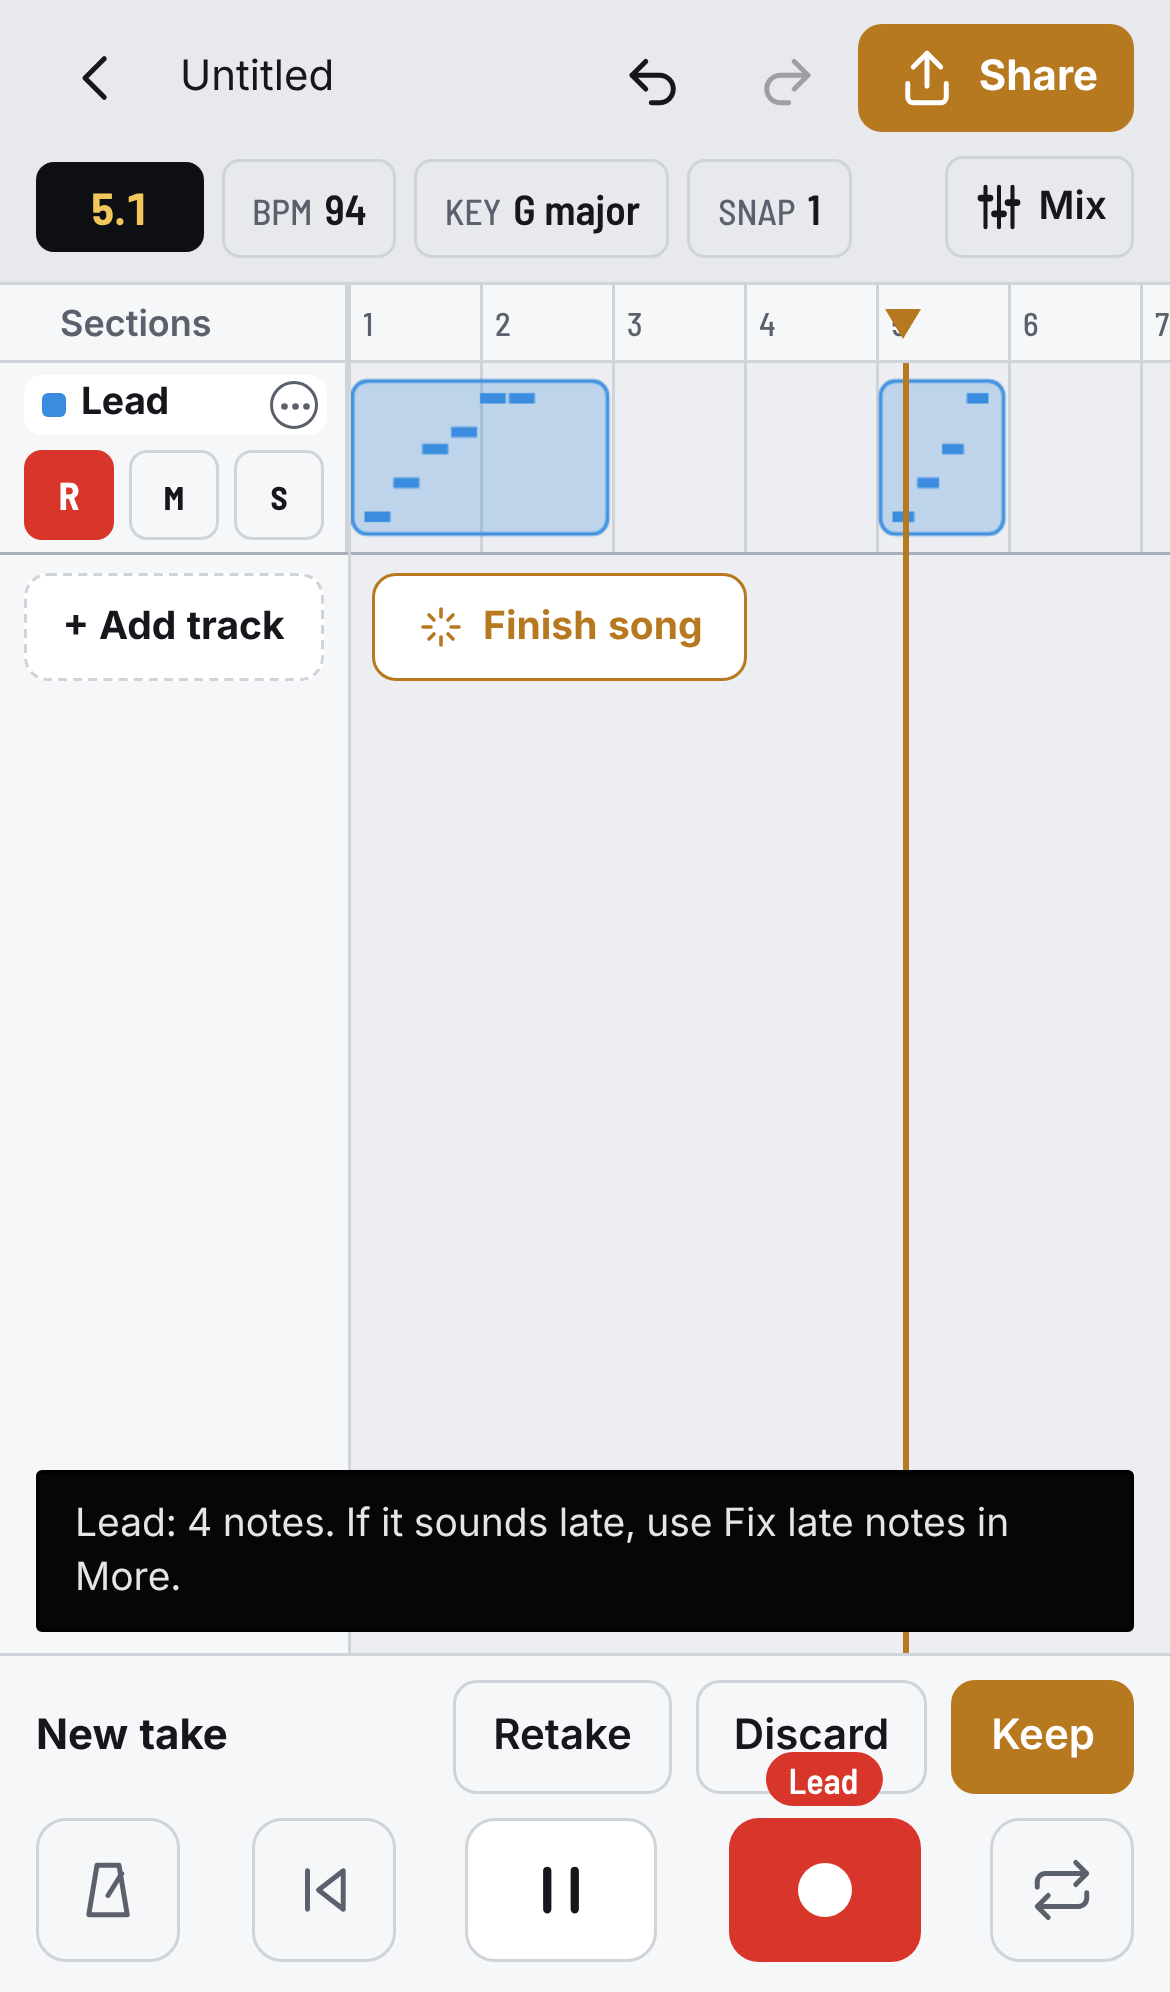 Untitled
Share
5.1
BPM 94
KEY G major
SNAP 1
Mix
Sections
1
2
3
4
6
7
Lead
R
M
S
+ Add track
Finish song
Lead: 4 notes. If it sounds late, use Fix late notes in
More.
New take
Retake
Discard
Keep
Lead